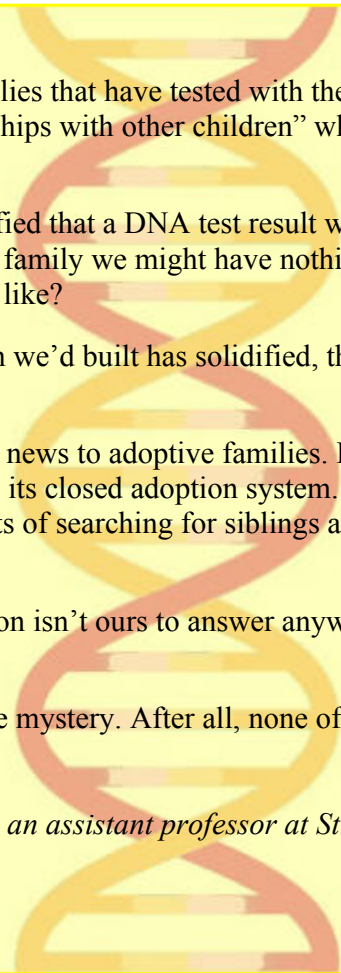 lies that have tested with the
ships with other children” wh
fied that a DNA test result w
family we might have nothi
like?
n we’d built has solidified, th
news to adoptive families. I
its closed adoption system.
ts of searching for siblings a
on isn’t ours to answer anyw
e mystery. After all, none of
an assistant professor at St